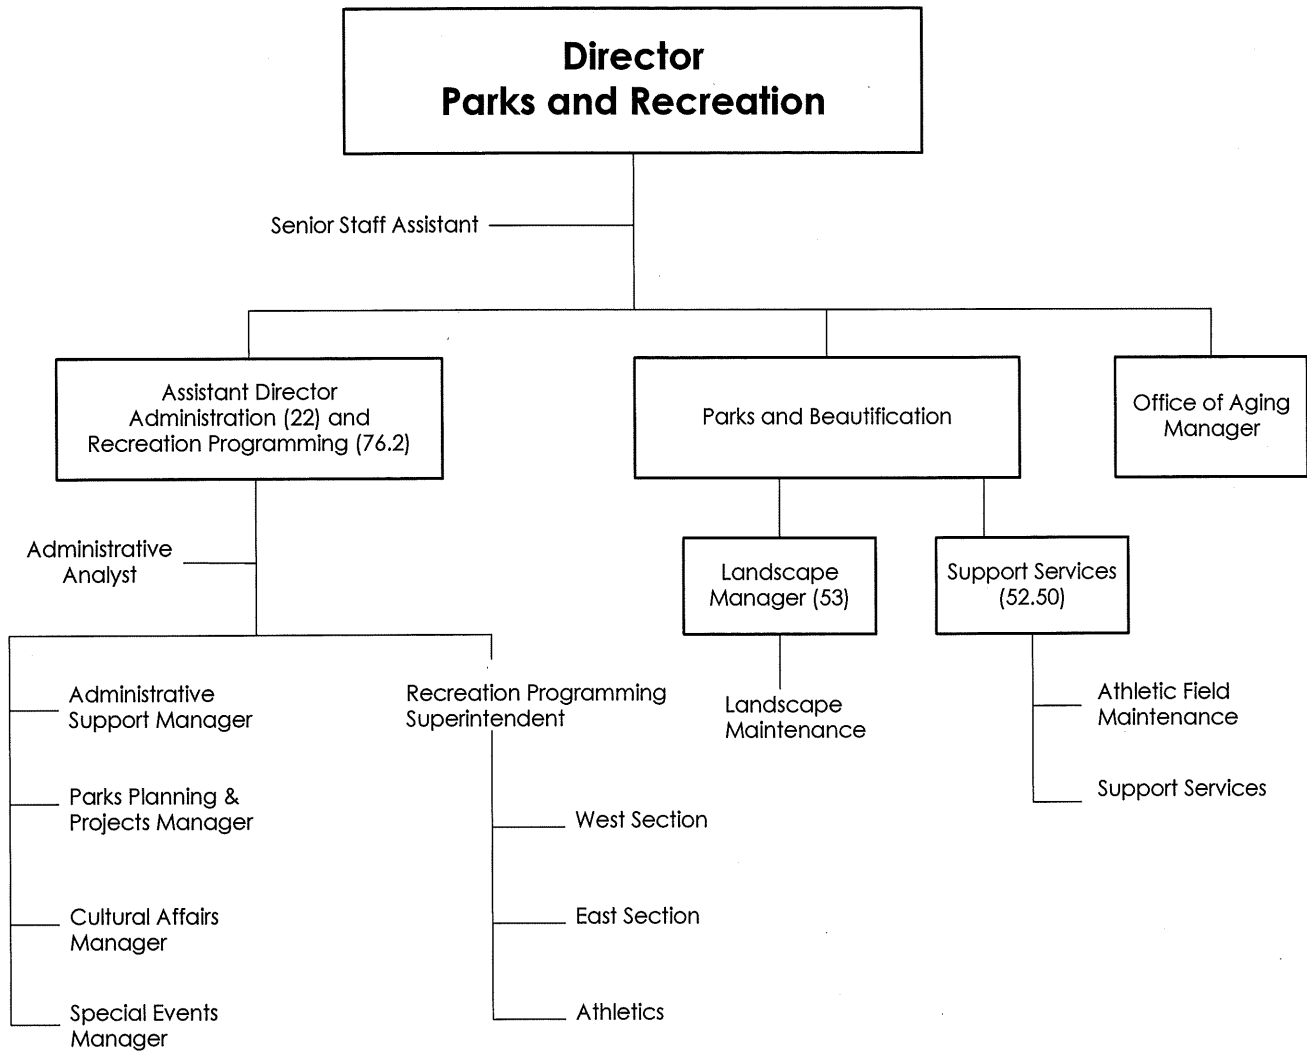 Director
Parks and Recreation
Senior Staff Assistant
Assistant Director
Administration (22) and
Recreation Programming (76.2)
Parks and Beautification
Office of Aging
Manager
Administrative
Analyst
Landscape
Manager (53)
Support Services
(52.50)
Administrative
Support Manager
Recreation Programming
Superintendent
Landscape
Maintenance
Athletic Field
Maintenance
Parks Planning &
Projects Manager
Support Services
West Section
Cultural Affairs
Manager
East Section
Special Events
Manager
Athletics